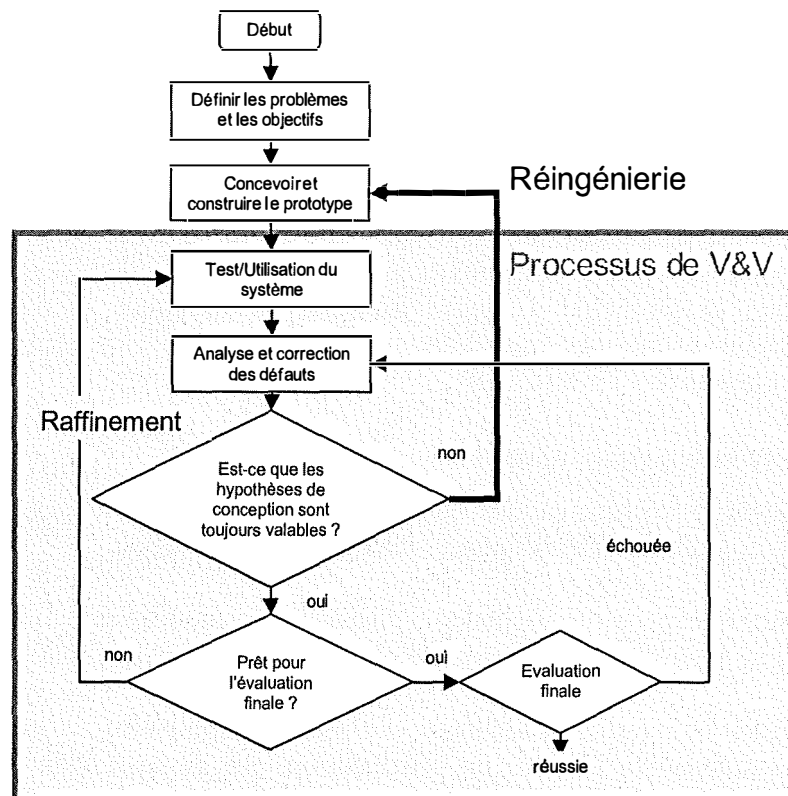 Début
Définir les problèmes
et les objectifs
Concevoir et
construire le prototype
Réingénierie
Processus de V&V
Test/Utilisation du
système
Analyse et correction
des défauts
Raffinement
non
Est-ce que les
hypothèses de
conception sont
toujours valables ?
échouée
oui
non
Prêt pour
l'évaluation
finale ?
oui
Evaluation
finale
réussie